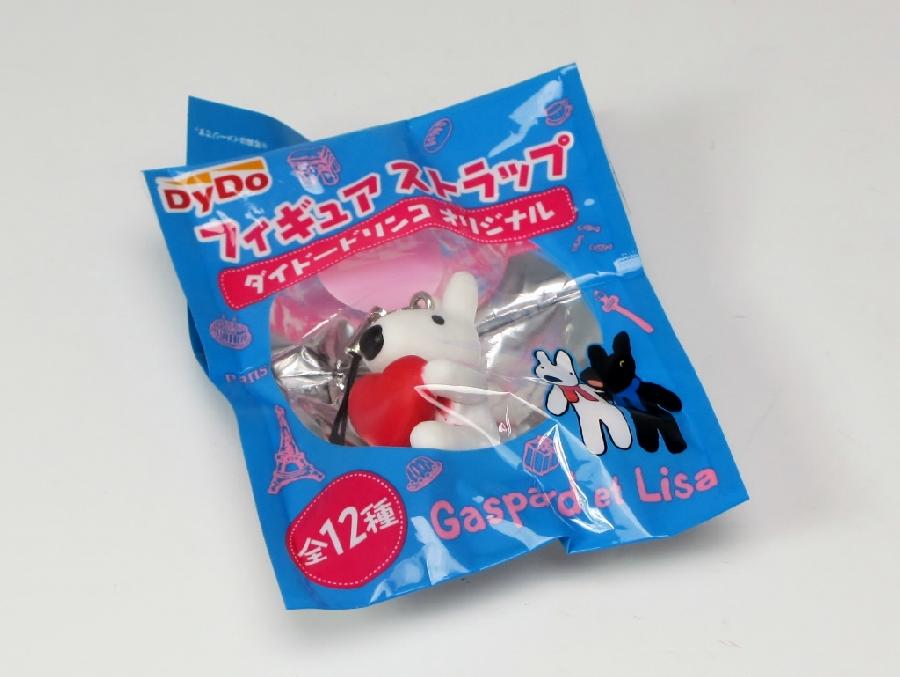 DyDo
フィギュア ストラップ
ダイドードリンコ オリジナル
Paris
全12種
Gaspard et Lisa